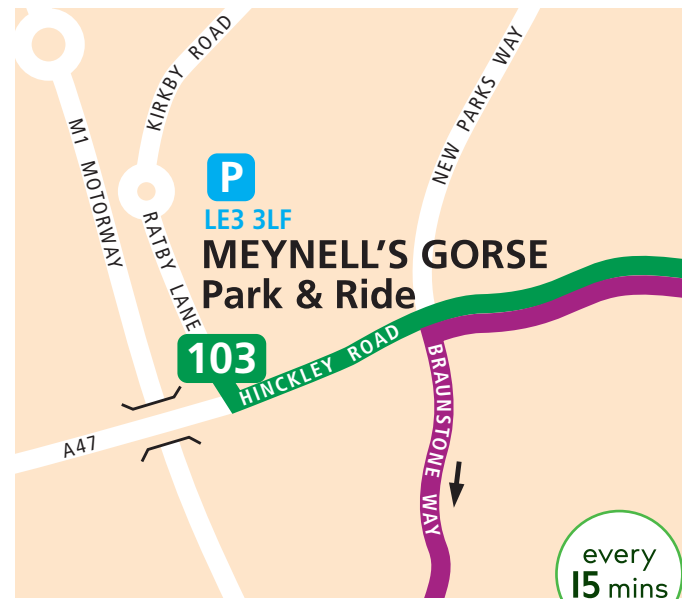 KIRKBY ROAD
NEW PARKS WAY
M1 MOTORWAY
P
LE3 3LF
MEYNELL’S GORSE
Park & Ride
RATBY LANE
103
HINCKLEY ROAD
BRAUNSTONE WAY
A47
every
15 mins